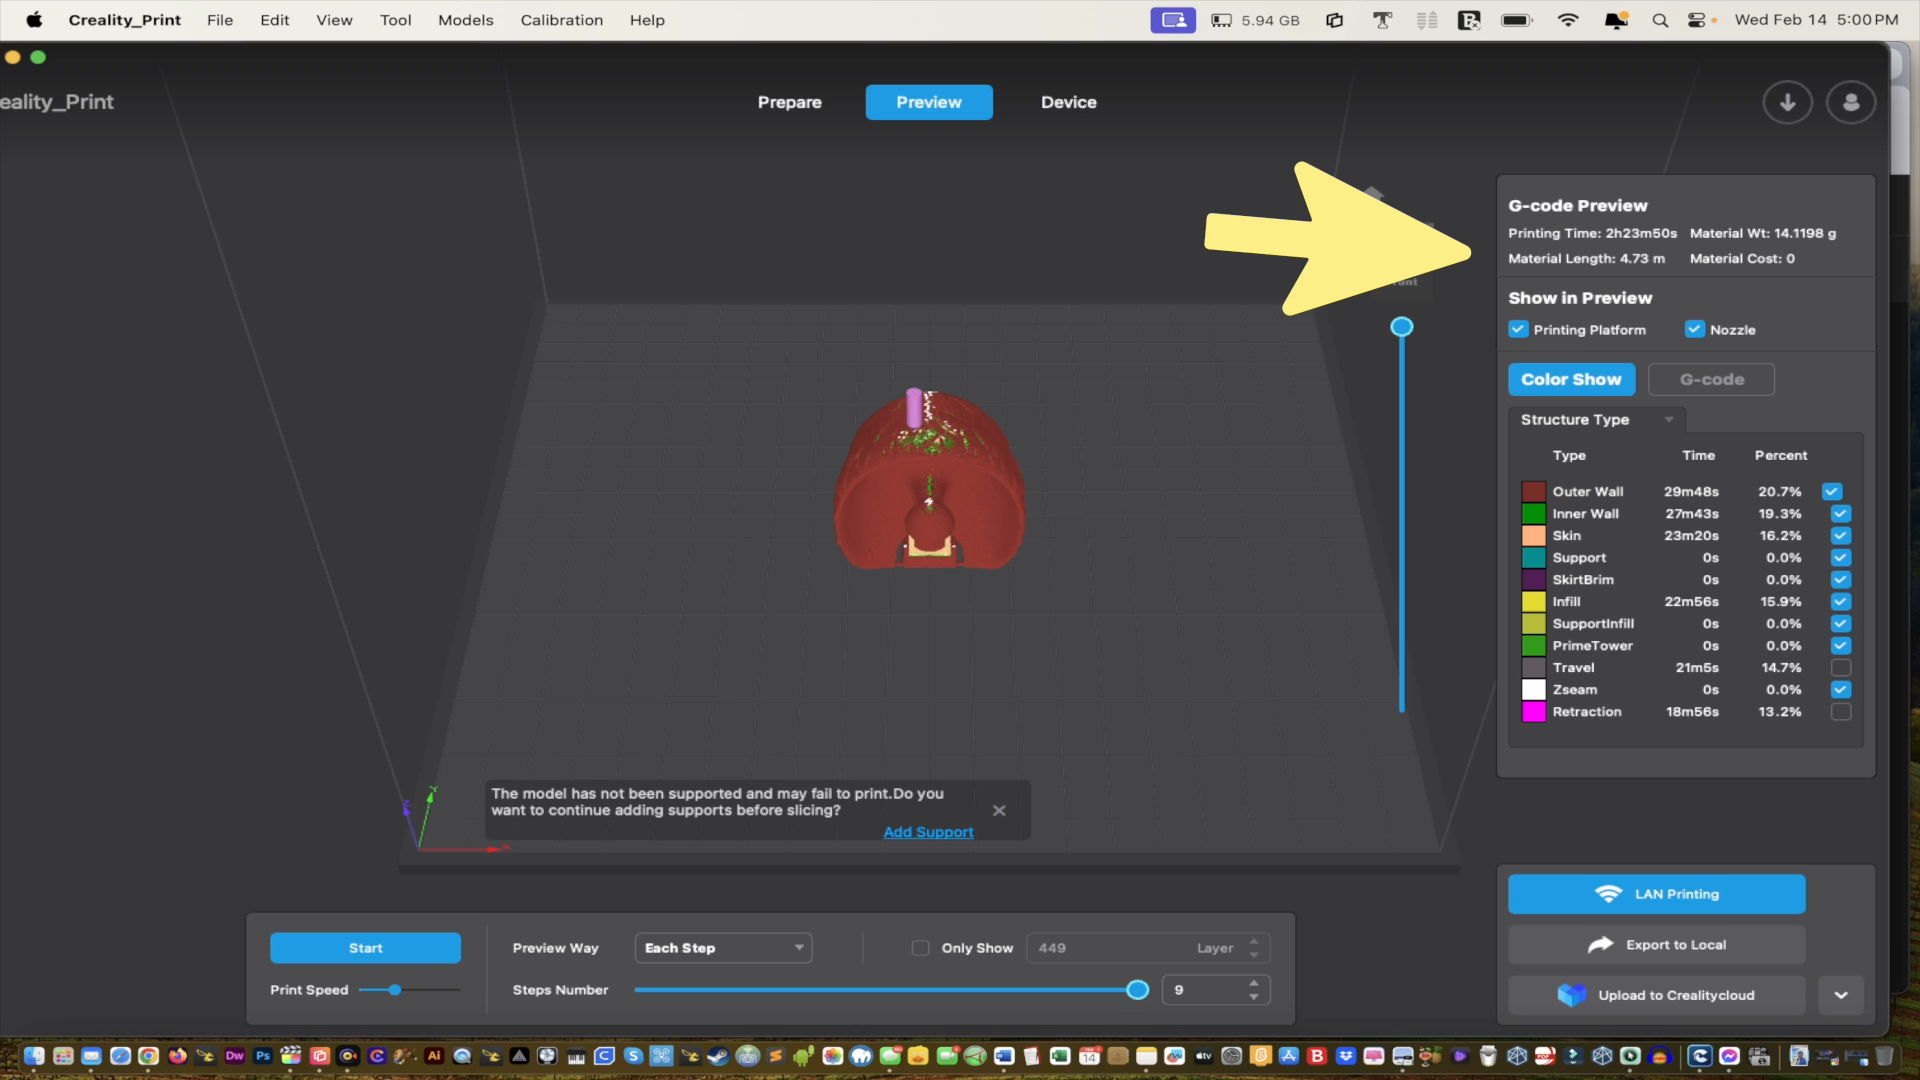 Creality_Print File Edit View Tool Models Calibration Help 5.94 GB Wed Feb 14 5:00 PM
eality_Print
Prepare Preview Device
G-code Preview
Printing Time: 2h23m50s Material Wt: 14.1198 g
Material Length: 4.73 m Material Cost: 0
Show in Preview
Printing Platform Nozzle
Color Show G-code
Structure Type
Type Time Percent
Outer Wall 29m48s 20.7%
Inner Wall 27m43s 19.3%
Skin 23m20s 16.2%
Support 0s 0.0%
SkirtBrim 0s 0.0%
Infill 22m56s 15.9%
SupportInfill 0s 0.0%
PrimeTower 0s 0.0%
Travel 21m5s 14.7%
Zseam 0s 0.0%
Retraction 18m56s 13.2%
Y
X
The model has not been supported and may fail to print.Do you
want to continue adding supports before slicing?
Add Support
LAN Printing
Export to Local
Upload to Crealitycloud
Start Preview Way Each Step Only Show 449 Layer
Print Speed Steps Number 9
Dw Ps Ai